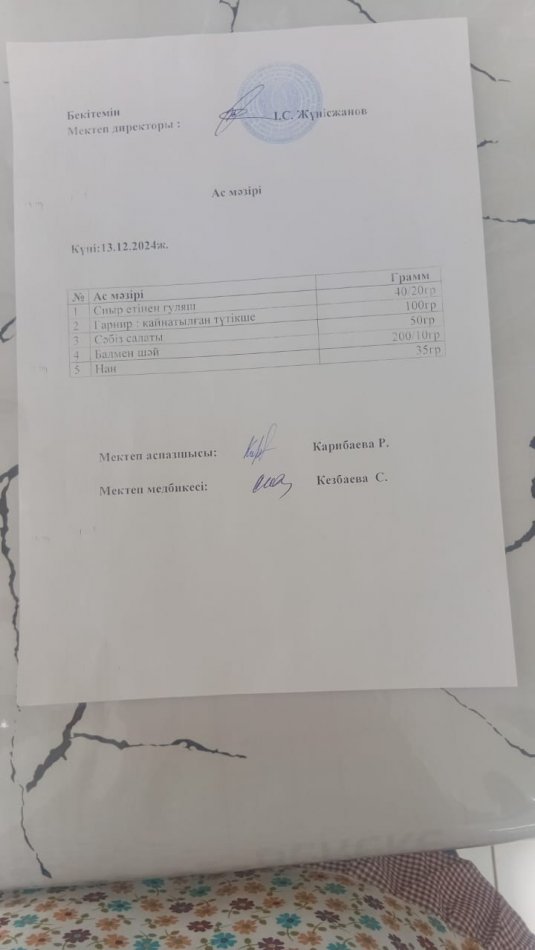 Бекітемін
Мектеп директоры : І.С. Жүнісжанов
Ас мәзірі
Күні:13.12.2024ж.
№ Ас мәзірі Грамм
1 Сиыр етінен гуляш 40/20гр
2 Гарнир : қайнатылған түтікше 100гр
3 Сәбіз салаты 50гр
4 Балмен шәй 200/10гр
5 Нан 35гр
Мектеп аспазшысы: Карибаева Р.
Мектеп медбикесі: Кезбаева С.